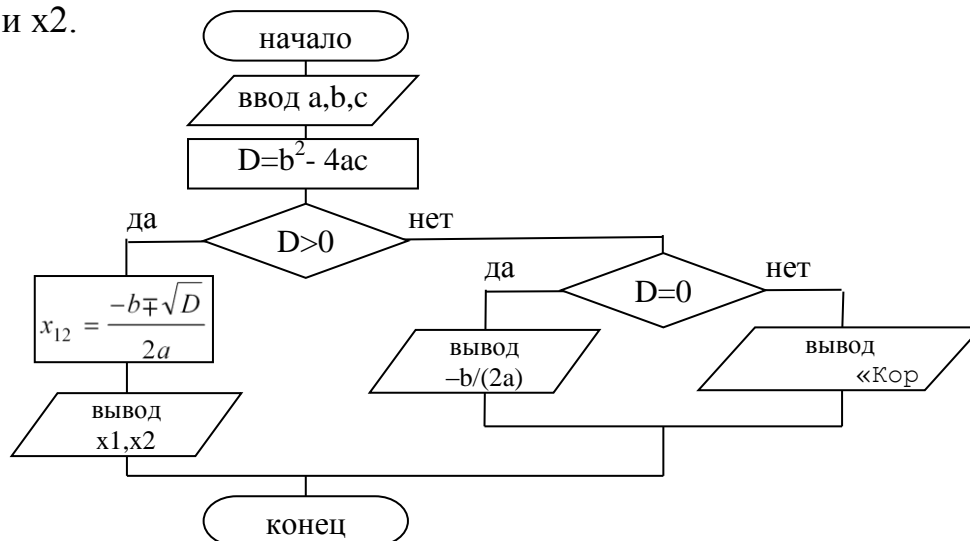 и x2.
начало
ввод a,b,c
D=b²- 4ac
да
нет
D>0
да
нет
D=0
x₁₂ = (-b∓√D)/2a
вывод
–b/(2a)
вывод
«Кор
вывод
x1,x2
конец